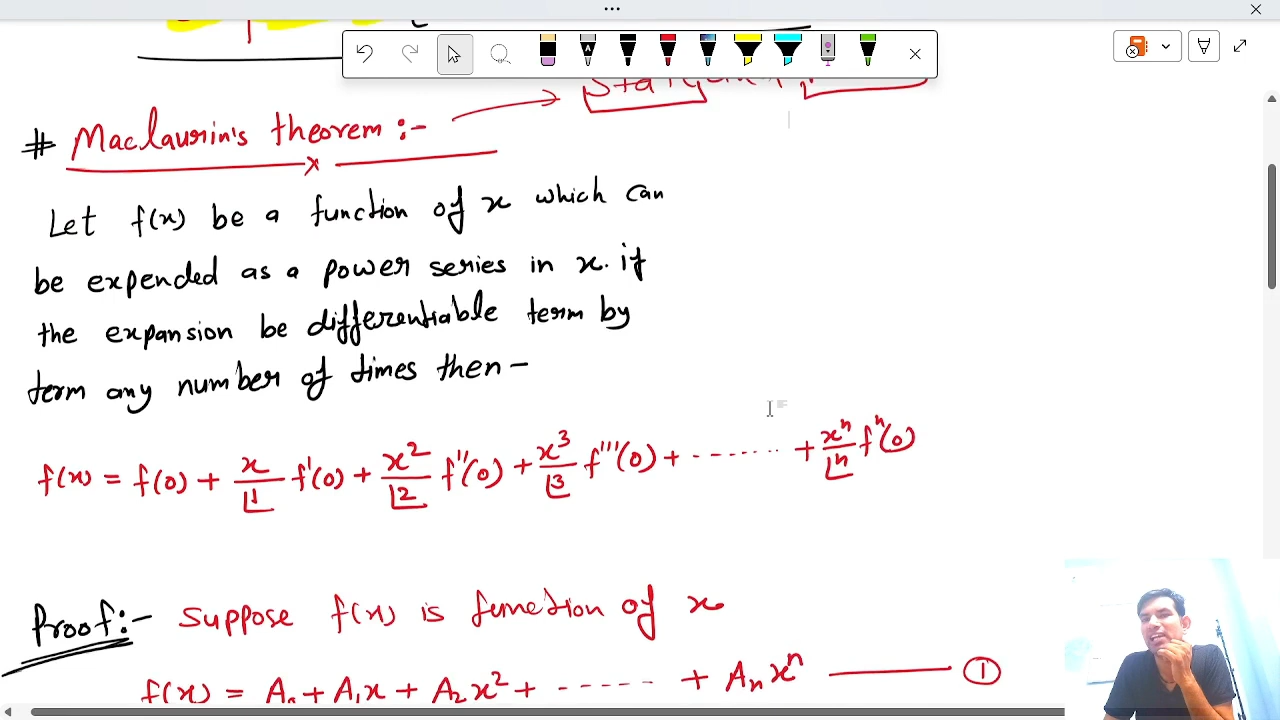 # Maclaurin's theorem :-
Let f(x) be a function of x which can
be expended as a power series in x. if
the expansion be differentiable term by
term any number of times then -
f(x) = f(0) + x/⌊1 f'(0) + x²/⌊2 f''(0) + x³/⌊3 f'''(0) + ------- + xⁿ/⌊n fⁿ(0)
Proof :- Suppose f(x) is function of x
f(x) = A₀ + A₁x + A₂x² + ------ + Aₙxⁿ —— ①